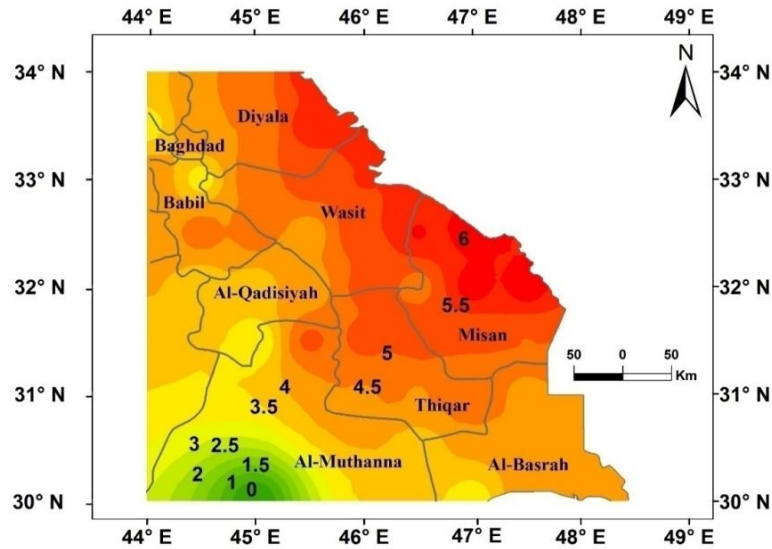 44° E 45° E 46° E 47° E 48° E 49° E
34° N 34° N
N
Diyala
Baghdad
33° N 33° N
Babil
Wasit
6
32° N 32° N
Al-Qadisiyah
5.5
Misan
5
50 0 50
Km
31° N 31° N
4 4.5
3.5 Thiqar
3 2.5
Al-Muthanna Al-Basrah
1.5
2
1 0
30° N 30° N
44° E 45° E 46° E 47° E 48° E 49° E